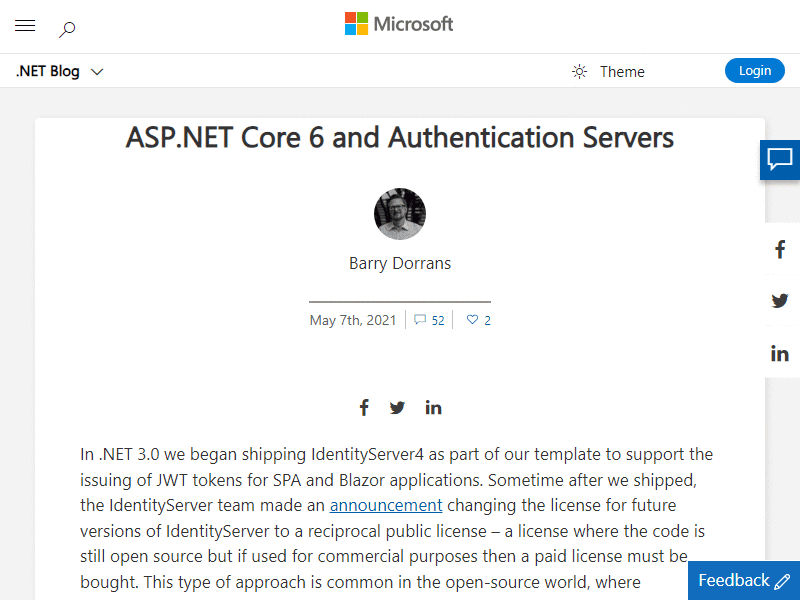 Microsoft
.NET Blog
Theme
Login
ASP.NET Core 6 and Authentication Servers
Barry Dorrans
May 7th, 2021
52
2
In .NET 3.0 we began shipping IdentityServer4 as part of our template to support the
issuing of JWT tokens for SPA and Blazor applications. Sometime after we shipped,
the IdentityServer team made an announcement changing the license for future
versions of IdentityServer to a reciprocal public license – a license where the code is
still open source but if used for commercial purposes then a paid license must be
bought. This type of approach is common in the open-source world, where
Feedback